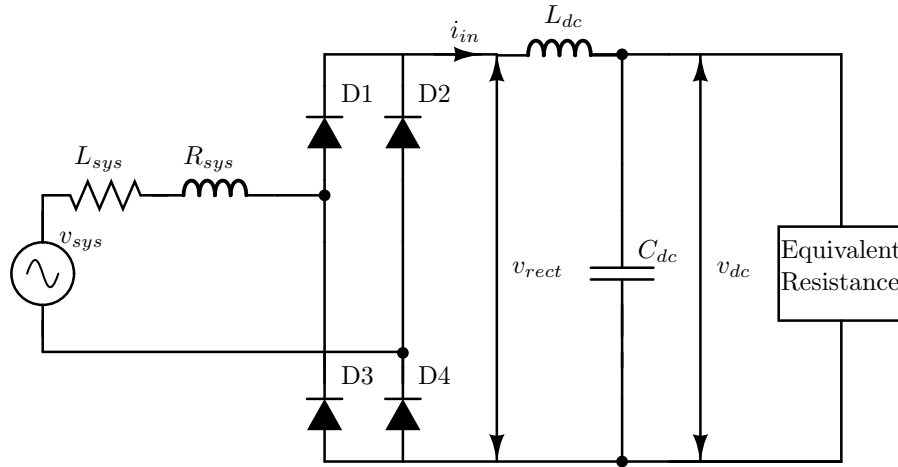 L_dc
i_in
D1
D2
L_sys
R_sys
v_sys
v_rect
C_dc
v_dc
Equivalent
Resistance
D3
D4